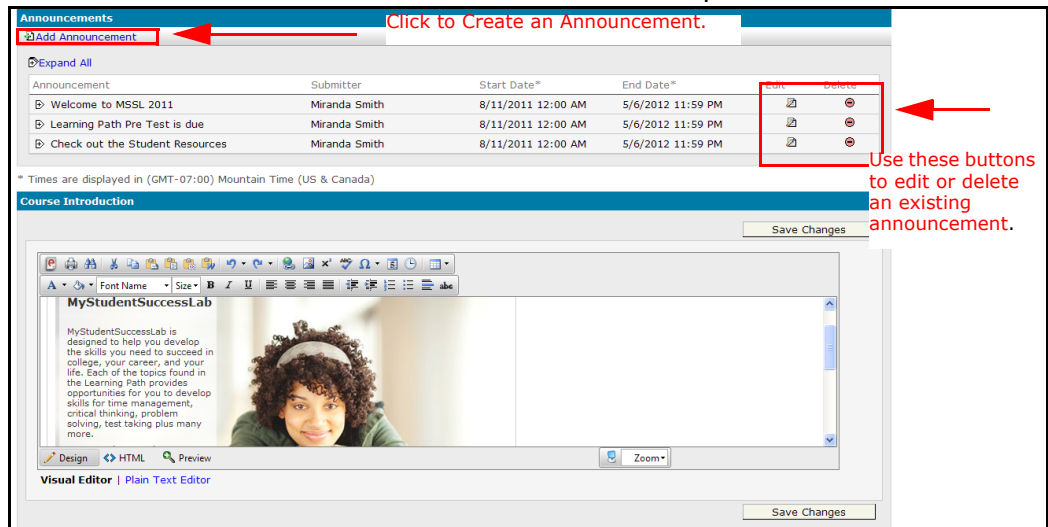 Announcements
Click to Create an Announcement.
Add Announcement
Expand All
Announcement Submitter Start Date* End Date* Edit Delete
Welcome to MSSL 2011 Miranda Smith 8/11/2011 12:00 AM 5/6/2012 11:59 PM
Learning Path Pre Test is due Miranda Smith 8/11/2011 12:00 AM 5/6/2012 11:59 PM
Check out the Student Resources Miranda Smith 8/11/2011 12:00 AM 5/6/2012 11:59 PM
Use these buttons
to edit or delete
an existing
announcement.
* Times are displayed in (GMT-07:00) Mountain Time (US & Canada)
Course Introduction
Save Changes
Font Name Size B I U abc
MyStudentSuccessLab
MyStudentSuccessLab is
designed to help you develop
the skills you need to succeed in
college, your career, and your
life. Each of the topics found in
the Learning Path provides
opportunities for you to develop
skills for time management,
critical thinking, problem
solving, test taking plus many
more.
Design HTML Preview Zoom
Visual Editor | Plain Text Editor
Save Changes